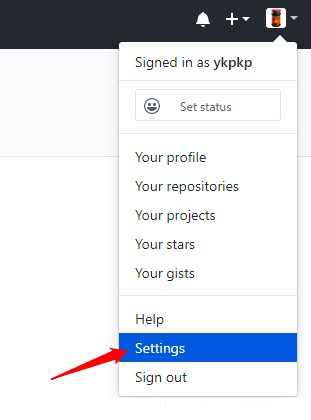 Signed in as ykpkp
Set status
Your profile
Your repositories
Your projects
Your stars
Your gists
Help
Settings
Sign out